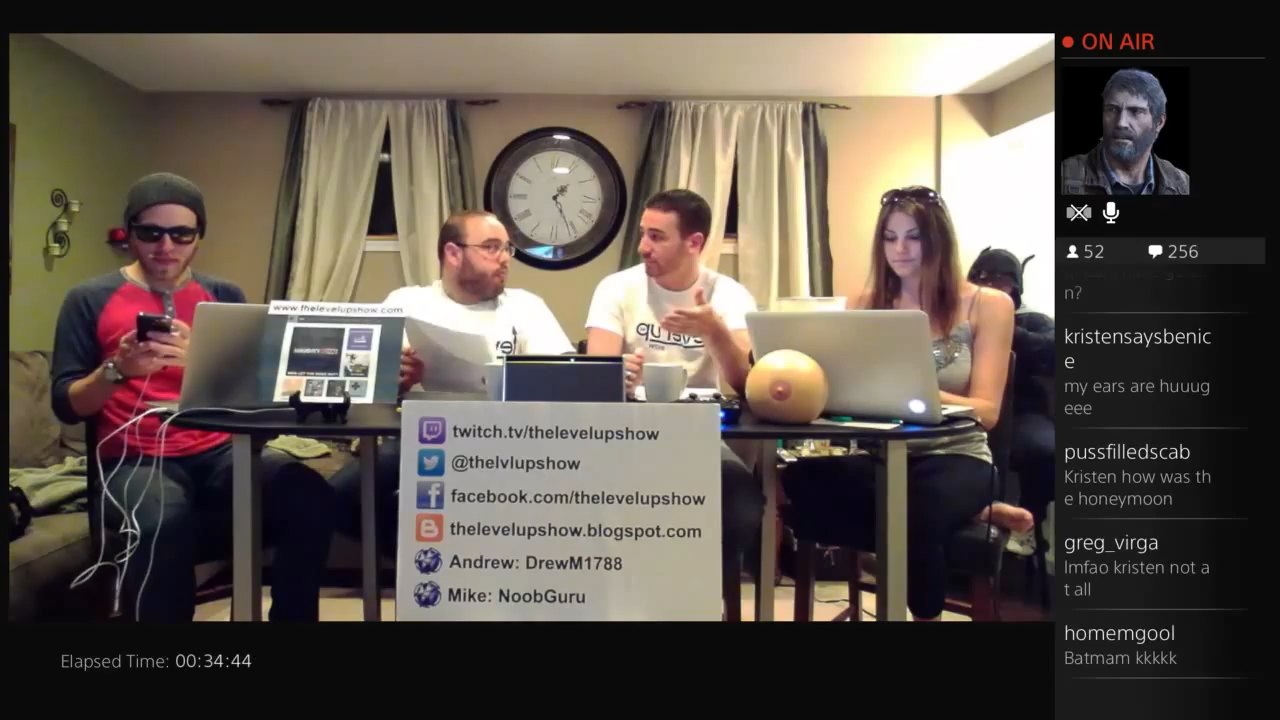 ON AIR
52
256
n?
kristensaysbenic
e
my ears are huuug
eee
pussfilledscab
Kristen how was th
e honeymoon
greg_virga
lmfao kristen not a
t all
homemgool
Batmam kkkkk
www.thelevelupshow.com
level up
twitch.tv/thelevelupshow
@thelvlupshow
facebook.com/thelevelupshow
thelevelupshow.blogspot.com
Andrew: DrewM1788
Mike: NoobGuru
Elapsed Time: 00:34:44